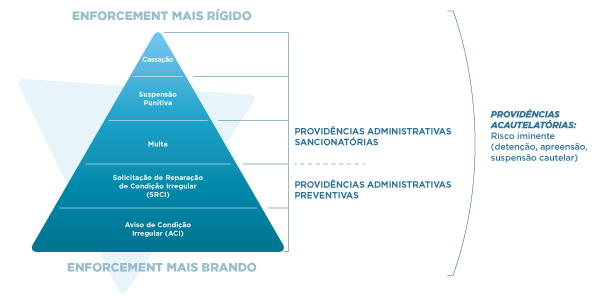 ENFORCEMENT MAIS RÍGIDO
Cassação
Suspensão
Punitiva
Multa
Solicitação de Reparação
de Condição Irregular
(SRCI)
Aviso de Condição
Irregular (ACI)
ENFORCEMENT MAIS BRANDO
PROVIDÊNCIAS ADMINISTRATIVAS
SANCIONATÓRIAS
PROVIDÊNCIAS ADMINISTRATIVAS
PREVENTIVAS
PROVIDÊNCIAS
ACAUTELATÓRIAS:
Risco iminente
(detenção, apreensão,
suspensão cautelar)